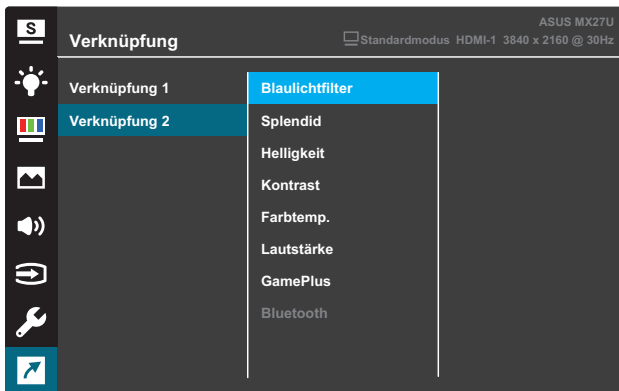 S
ASUS MX27U
Verknüpfung
Standardmodus HDMI-1 3840 x 2160 @ 30Hz
Verknüpfung 1
Blaulichtfilter
Verknüpfung 2
Splendid
Helligkeit
Kontrast
Farbtemp.
Lautstärke
GamePlus
Bluetooth